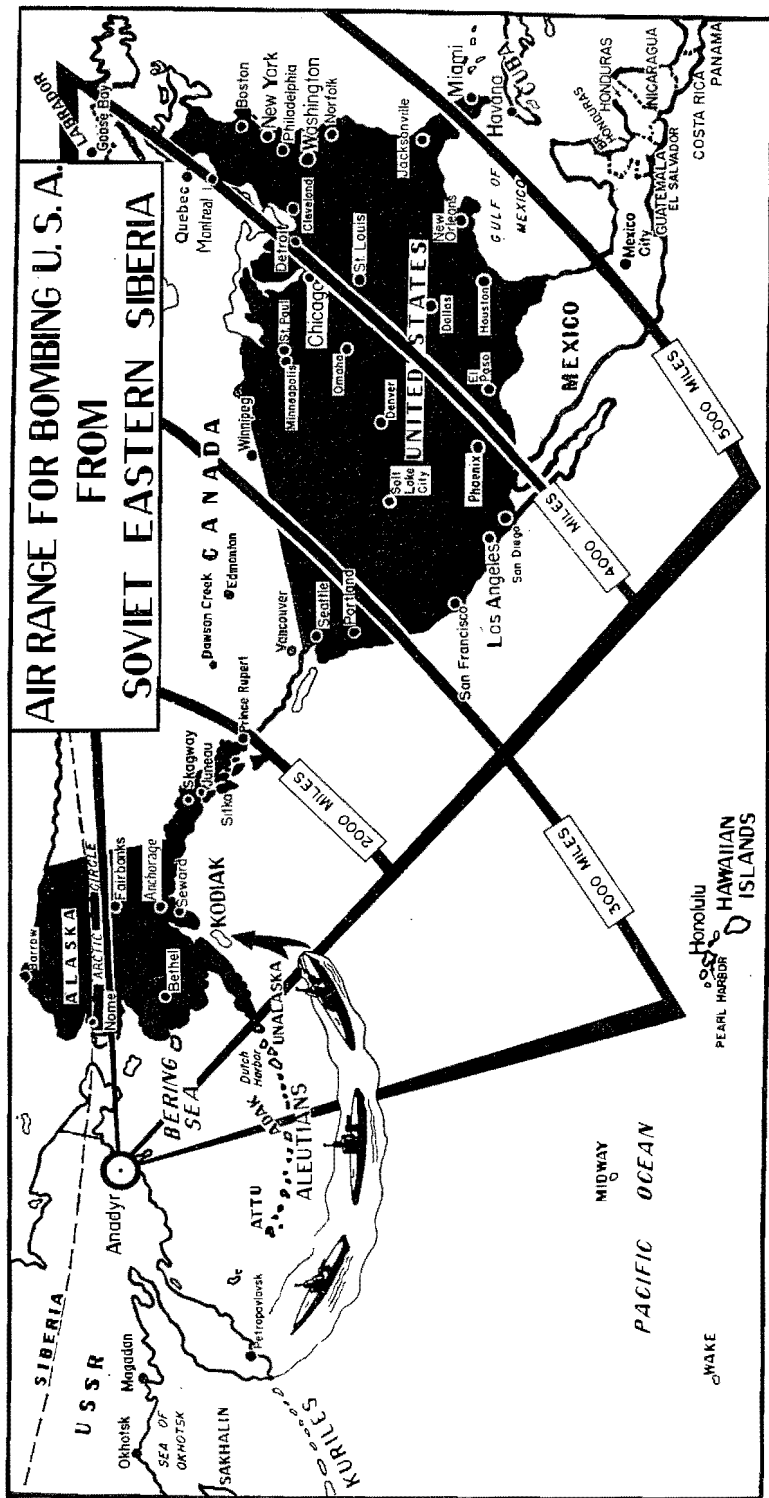 AIR RANGE FOR BOMBING U. S. A.
FROM
SOVIET EASTERN SIBERIA
SIBERIA
USSR
Okhotsk
Magadan
SEA OF
OKHOTSK
SAKHALIN
KURILES
Petropavlovsk
Anadyr
BERING
SEA
ATTU
ADAK
ALEUTIANS
Dutch
Harbor
UNALASKA
Barrow
ALASKA
ARCTIC CIRCLE
Nome
Fairbanks
Bethel
Anchorage
Seward
KODIAK
Skagway
Juneau
Sitka
Prince Rupert
Dawson Creek
Edmonton
CANADA
Vancouver
Seattle
Portland
Winnipeg
Quebec
Montreal
LABRADOR
Goose Bay
Boston
New York
Philadelphia
Washington
Norfolk
Cleveland
Detroit
Chicago
St. Paul
Minneapolis
Omaha
St. Louis
Denver
Salt
Lake
City
UNITED STATES
San Francisco
Los Angeles
San Diego
Phoenix
El
Paso
Dallas
Houston
New
Orleans
Jacksonville
Miami
Havana
CUBA
GULF OF
MEXICO
MEXICO
Mexico
City
BR HONDURAS
HONDURAS
GUATEMALA
EL SALVADOR
NICARAGUA
COSTA RICA
PANAMA
2000 MILES
3000 MILES
4000 MILES
5000 MILES
Honolulu
PEARL HARBOR
HAWAIIAN
ISLANDS
MIDWAY
PACIFIC OCEAN
WAKE